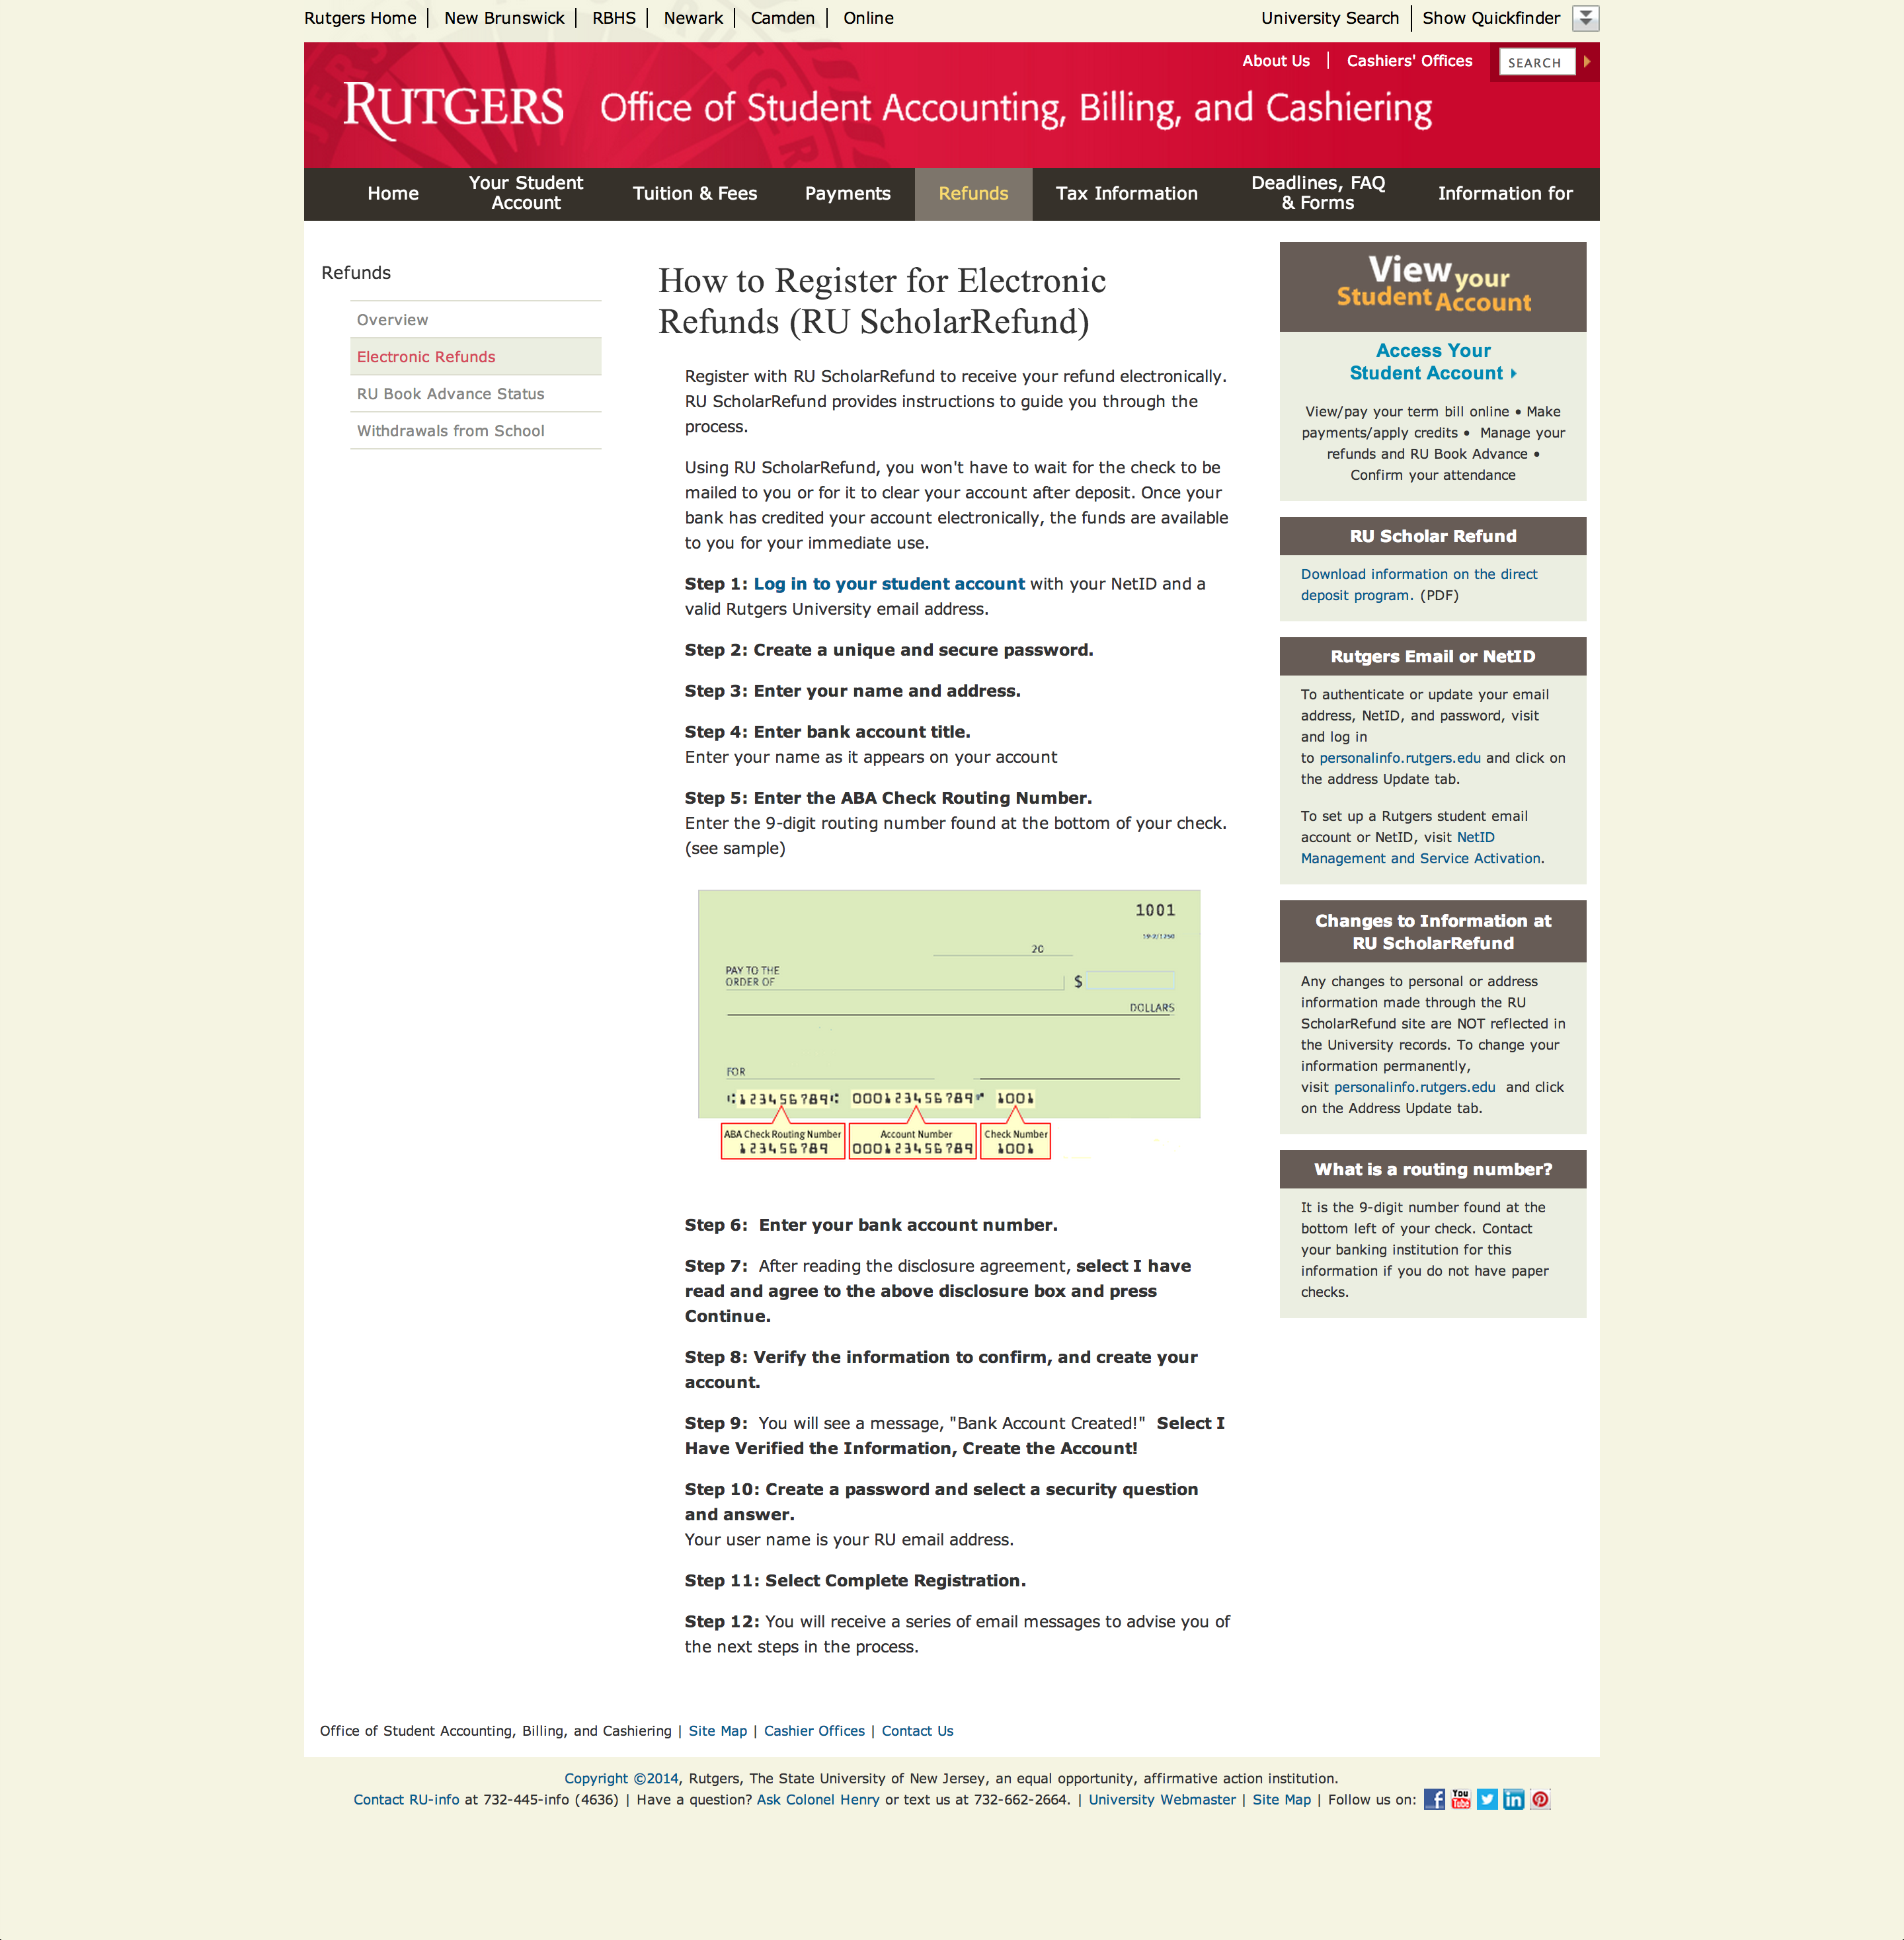 Rutgers Home | New Brunswick | RBHS | Newark | Camden | Online
University Search | Show Quickfinder
About Us | Cashiers' Offices
SEARCH
RUTGERS Office of Student Accounting, Billing, and Cashiering
Home
Your Student
Account
Tuition & Fees
Payments
Refunds
Tax Information
Deadlines, FAQ
& Forms
Information for
Refunds
Overview
Electronic Refunds
RU Book Advance Status
Withdrawals from School
How to Register for Electronic
Refunds (RU ScholarRefund)
Register with RU ScholarRefund to receive your refund electronically.
RU ScholarRefund provides instructions to guide you through the
process.
Using RU ScholarRefund, you won't have to wait for the check to be
mailed to you or for it to clear your account after deposit. Once your
bank has credited your account electronically, the funds are available
to you for your immediate use.
Step 1: Log in to your student account with your NetID and a
valid Rutgers University email address.
Step 2: Create a unique and secure password.
Step 3: Enter your name and address.
Step 4: Enter bank account title.
Enter your name as it appears on your account
Step 5: Enter the ABA Check Routing Number.
Enter the 9-digit routing number found at the bottom of your check.
(see sample)
1001
20
PAY TO THE
ORDER OF
$
DOLLARS
FOR
⑆123456789⑆ 000123456789⑈ 1001
ABA Check Routing Number
123456789
Account Number
000123456789
Check Number
1001
Step 6: Enter your bank account number.
Step 7: After reading the disclosure agreement, select I have
read and agree to the above disclosure box and press
Continue.
Step 8: Verify the information to confirm, and create your
account.
Step 9: You will see a message, "Bank Account Created!" Select I
Have Verified the Information, Create the Account!
Step 10: Create a password and select a security question
and answer.
Your user name is your RU email address.
Step 11: Select Complete Registration.
Step 12: You will receive a series of email messages to advise you of
the next steps in the process.
View your
Student Account
Access Your
Student Account
View/pay your term bill online • Make
payments/apply credits • Manage your
refunds and RU Book Advance •
Confirm your attendance
RU Scholar Refund
Download information on the direct
deposit program. (PDF)
Rutgers Email or NetID
To authenticate or update your email
address, NetID, and password, visit
and log in
to personalinfo.rutgers.edu and click on
the address Update tab.
To set up a Rutgers student email
account or NetID, visit NetID
Management and Service Activation.
Changes to Information at
RU ScholarRefund
Any changes to personal or address
information made through the RU
ScholarRefund site are NOT reflected in
the University records. To change your
information permanently,
visit personalinfo.rutgers.edu and click
on the Address Update tab.
What is a routing number?
It is the 9-digit number found at the
bottom left of your check. Contact
your banking institution for this
information if you do not have paper
checks.
Office of Student Accounting, Billing, and Cashiering | Site Map | Cashier Offices | Contact Us
Copyright ©2014, Rutgers, The State University of New Jersey, an equal opportunity, affirmative action institution.
Contact RU-info at 732-445-info (4636) | Have a question? Ask Colonel Henry or text us at 732-662-2664. | University Webmaster | Site Map | Follow us on:
You
Tube